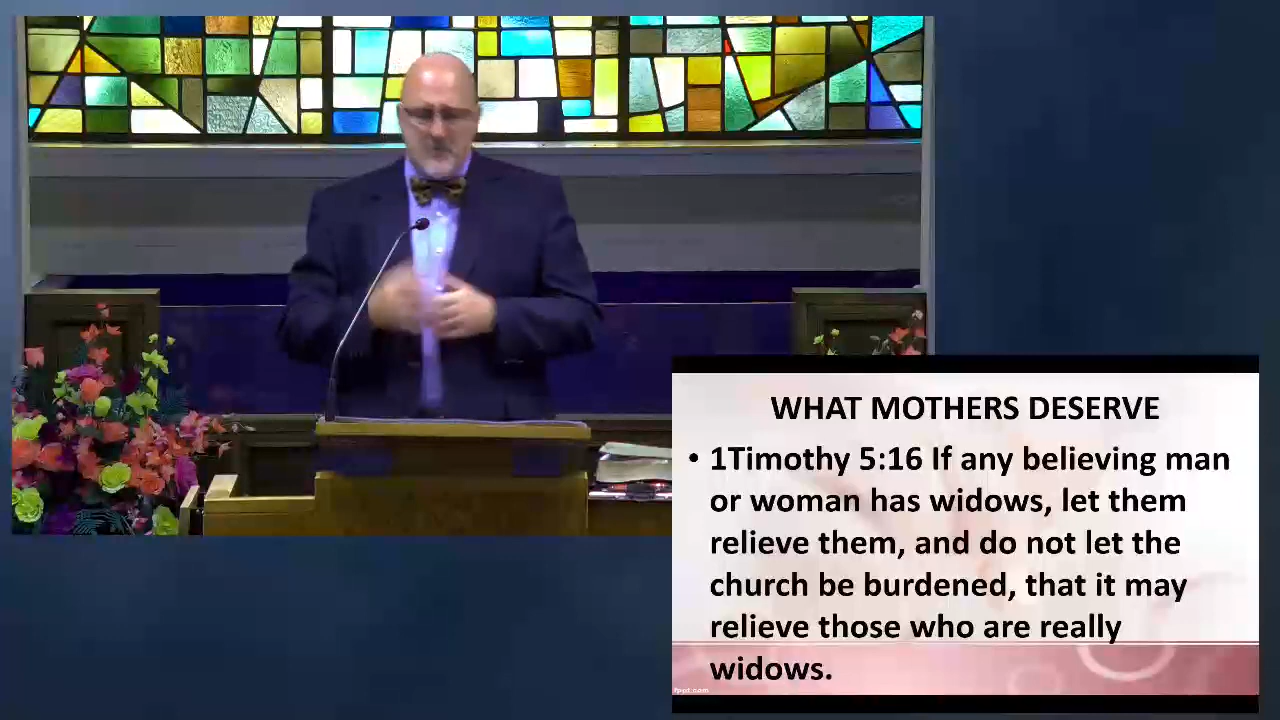 WHAT MOTHERS DESERVE
• 1Timothy 5:16 If any believing man
or woman has widows, let them
relieve them, and do not let the
church be burdened, that it may
relieve those who are really
widows.